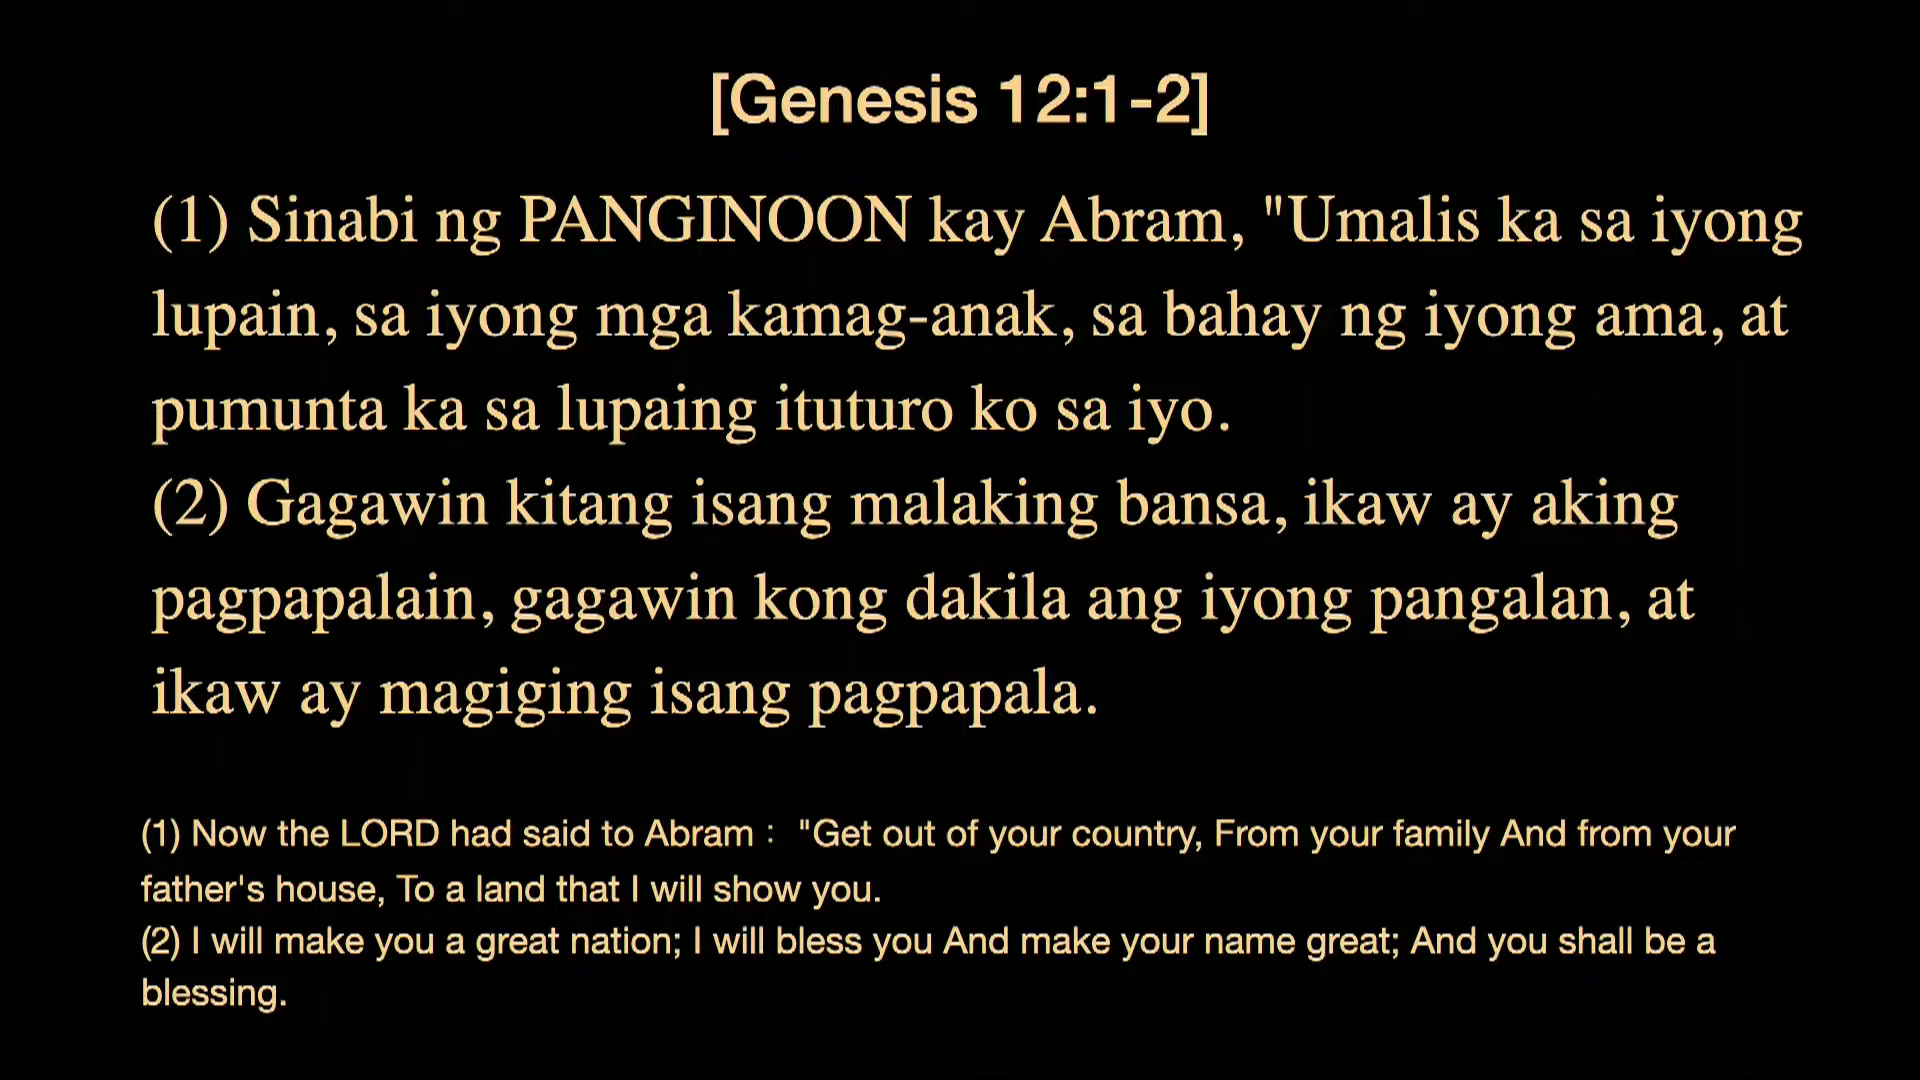 [Genesis 12:1-2]
(1) Sinabi ng PANGINOON kay Abram, "Umalis ka sa iyong
lupain, sa iyong mga kamag-anak, sa bahay ng iyong ama, at
pumunta ka sa lupaing ituturo ko sa iyo.
(2) Gagawin kitang isang malaking bansa, ikaw ay aking
pagpapalain, gagawin kong dakila ang iyong pangalan, at
ikaw ay magiging isang pagpapala.
(1) Now the LORD had said to Abram： "Get out of your country, From your family And from your
father's house, To a land that I will show you.
(2) I will make you a great nation; I will bless you And make your name great; And you shall be a
blessing.